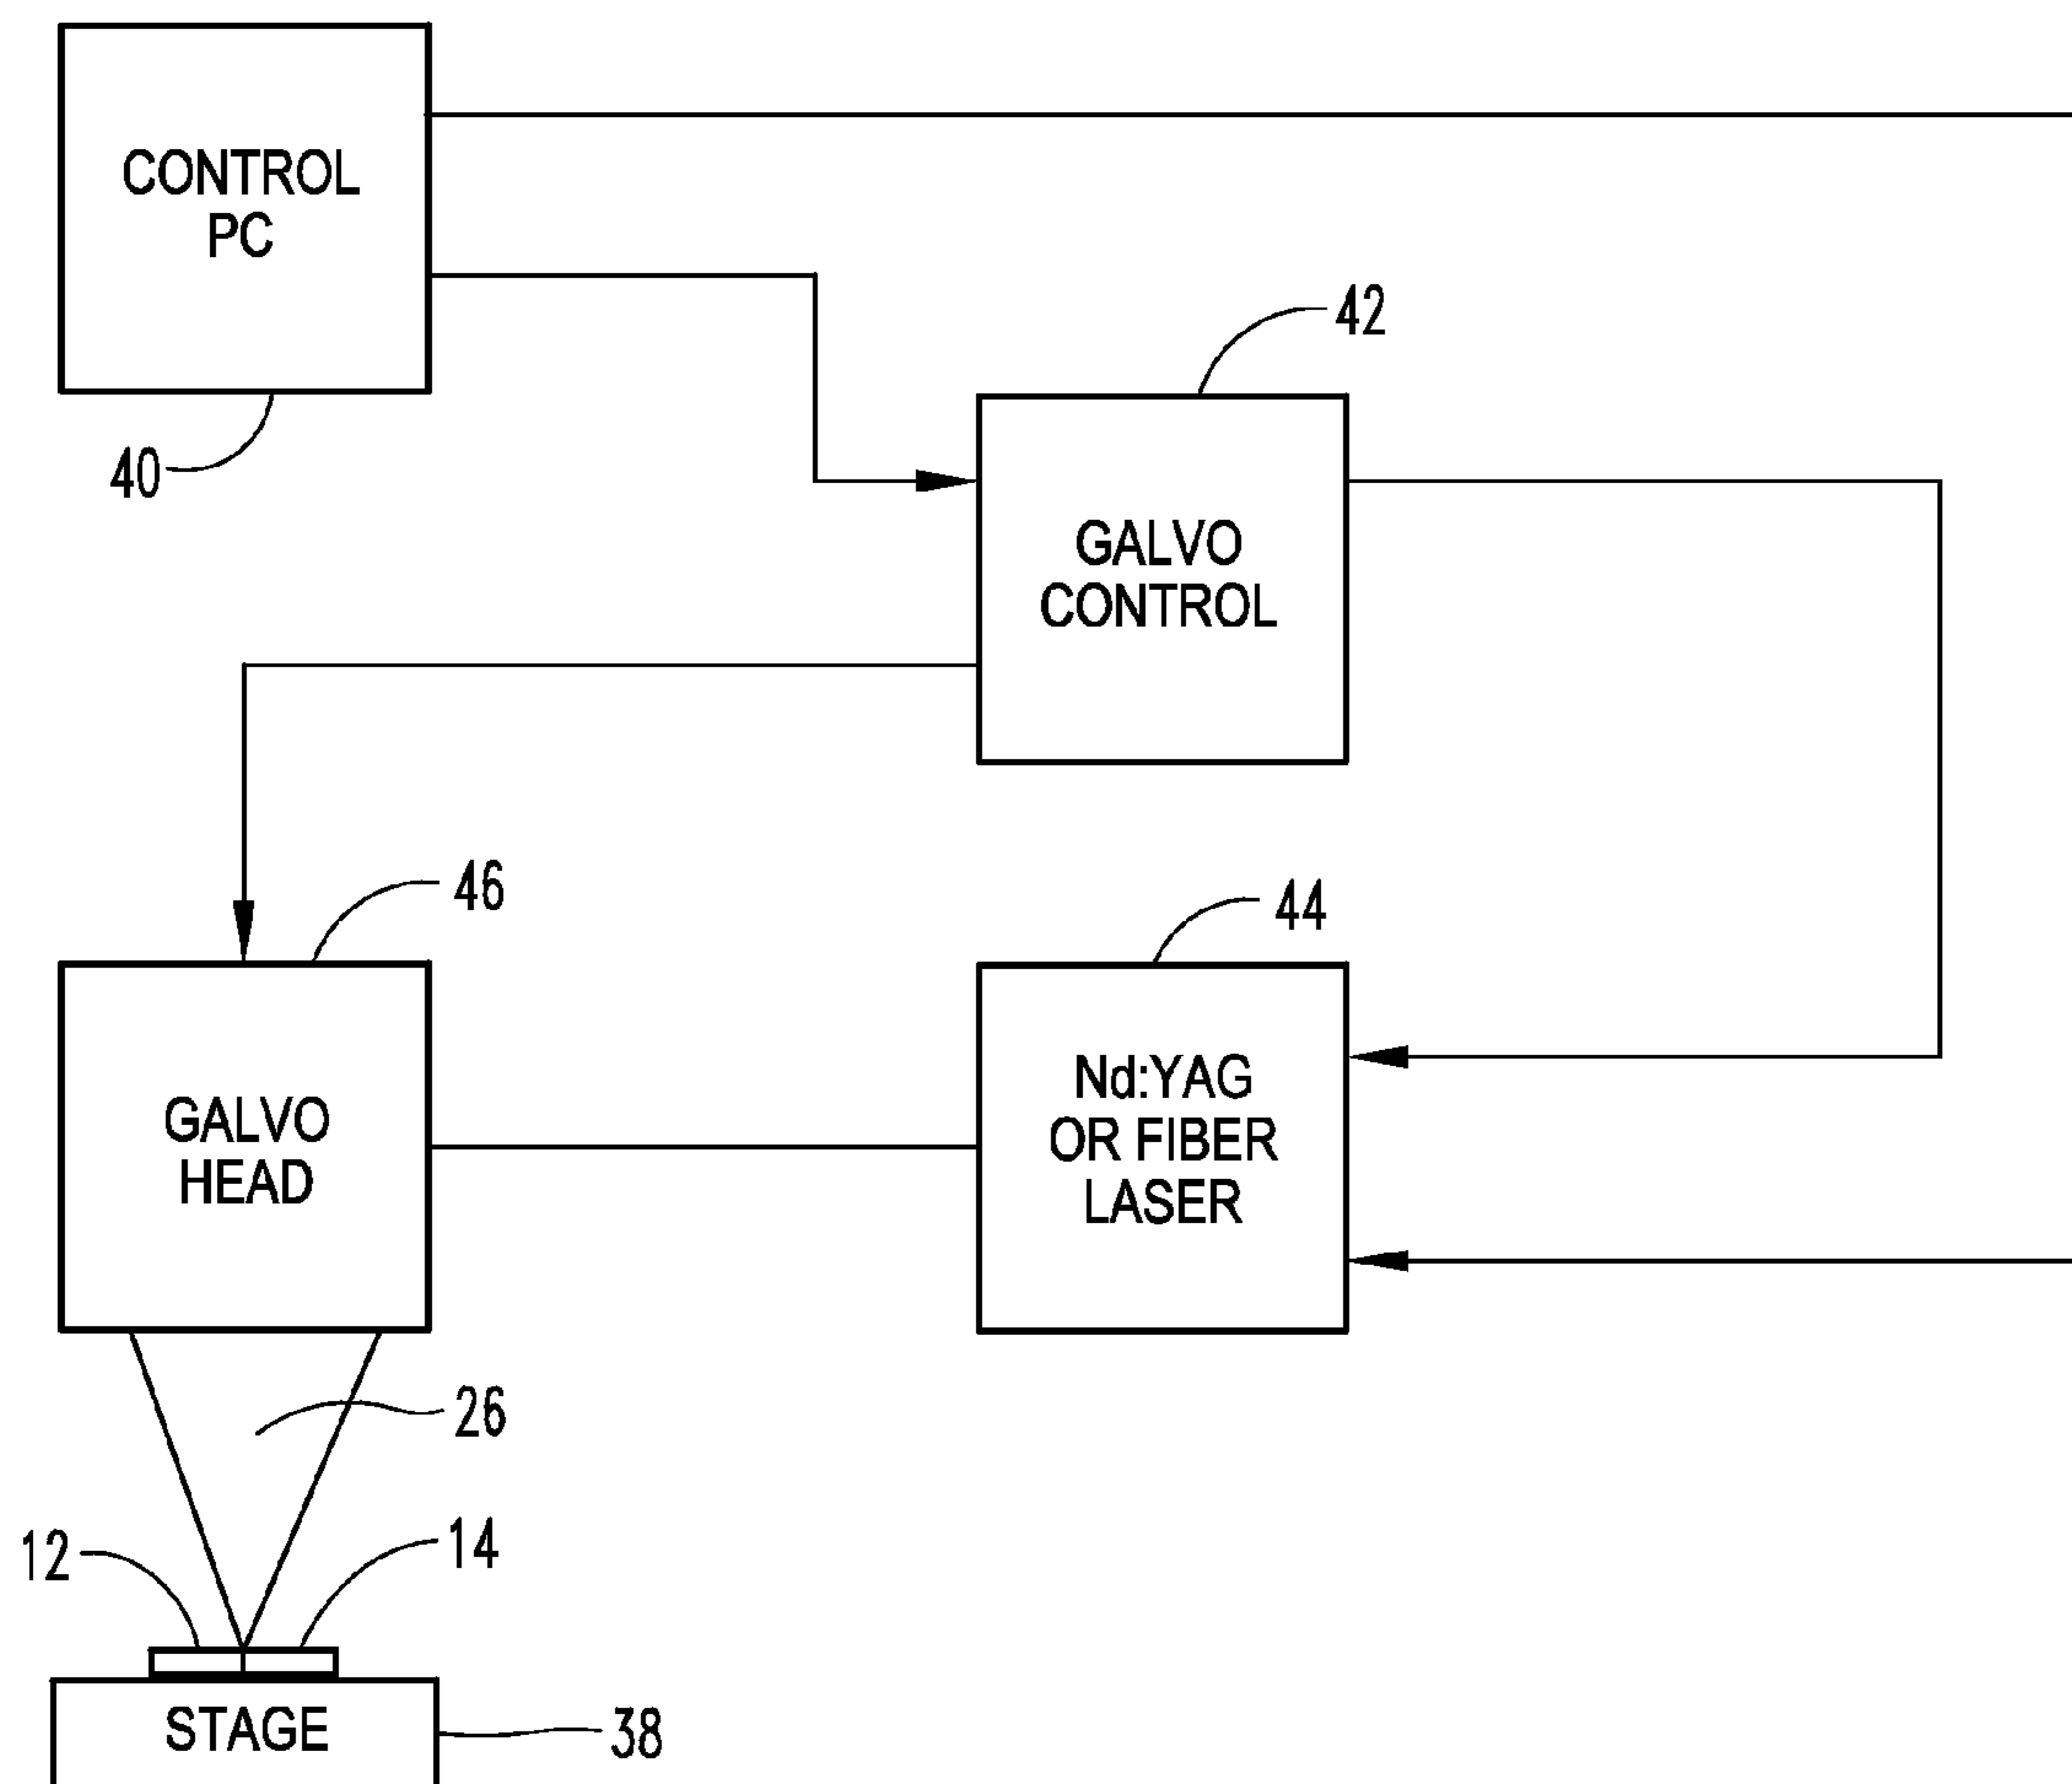 CONTROL
PC
40
42
GALVO
CONTROL
46
44
GALVO
HEAD
Nd:YAG
OR FIBER
LASER
26
12
14
STAGE
38